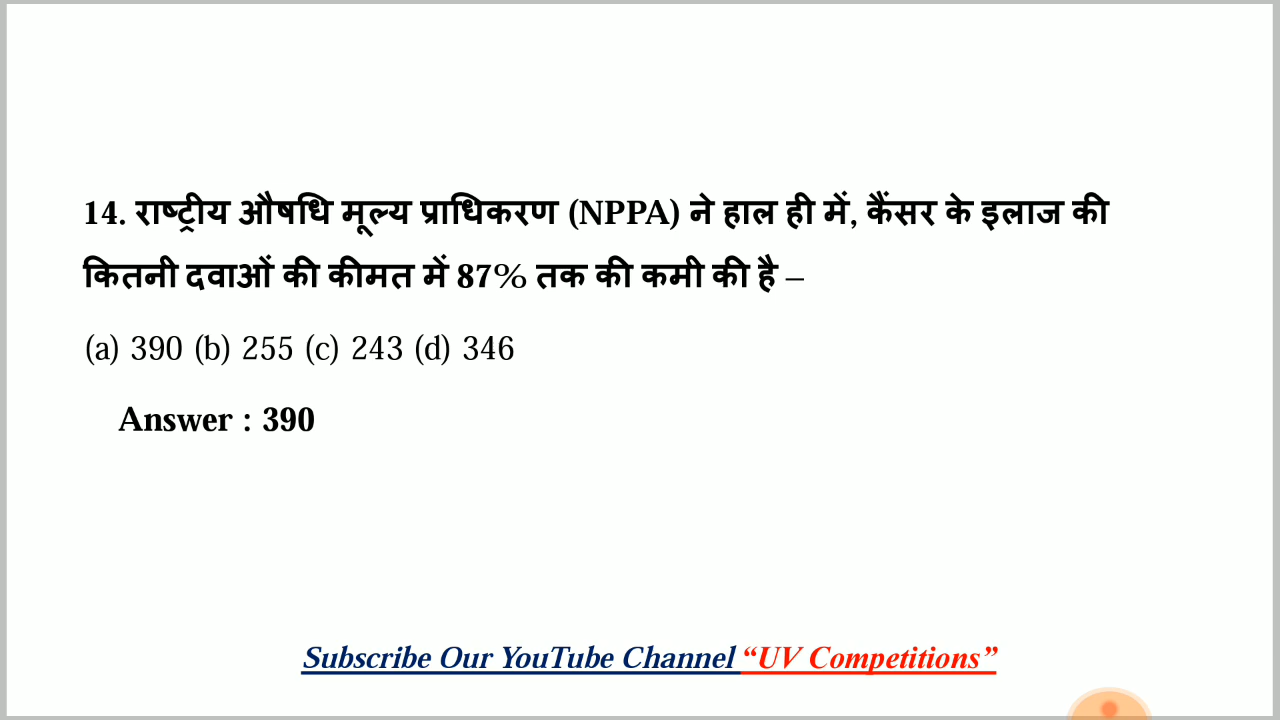 14. राष्ट्रीय औषधि मूल्य प्राधिकरण (NPPA) ने हाल ही में, कैंसर के इलाज की
कितनी दवाओं की कीमत में 87% तक की कमी की है –
(a) 390 (b) 255 (c) 243 (d) 346
Answer : 390
Subscribe Our YouTube Channel “UV Competitions”